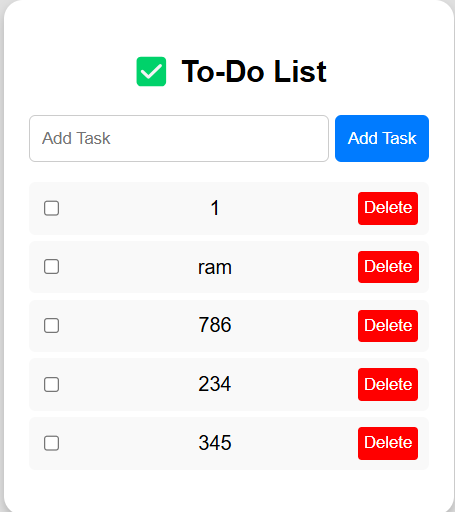 ✅ To-Do List
Add Task Add Task
1 Delete
ram Delete
786 Delete
234 Delete
345 Delete